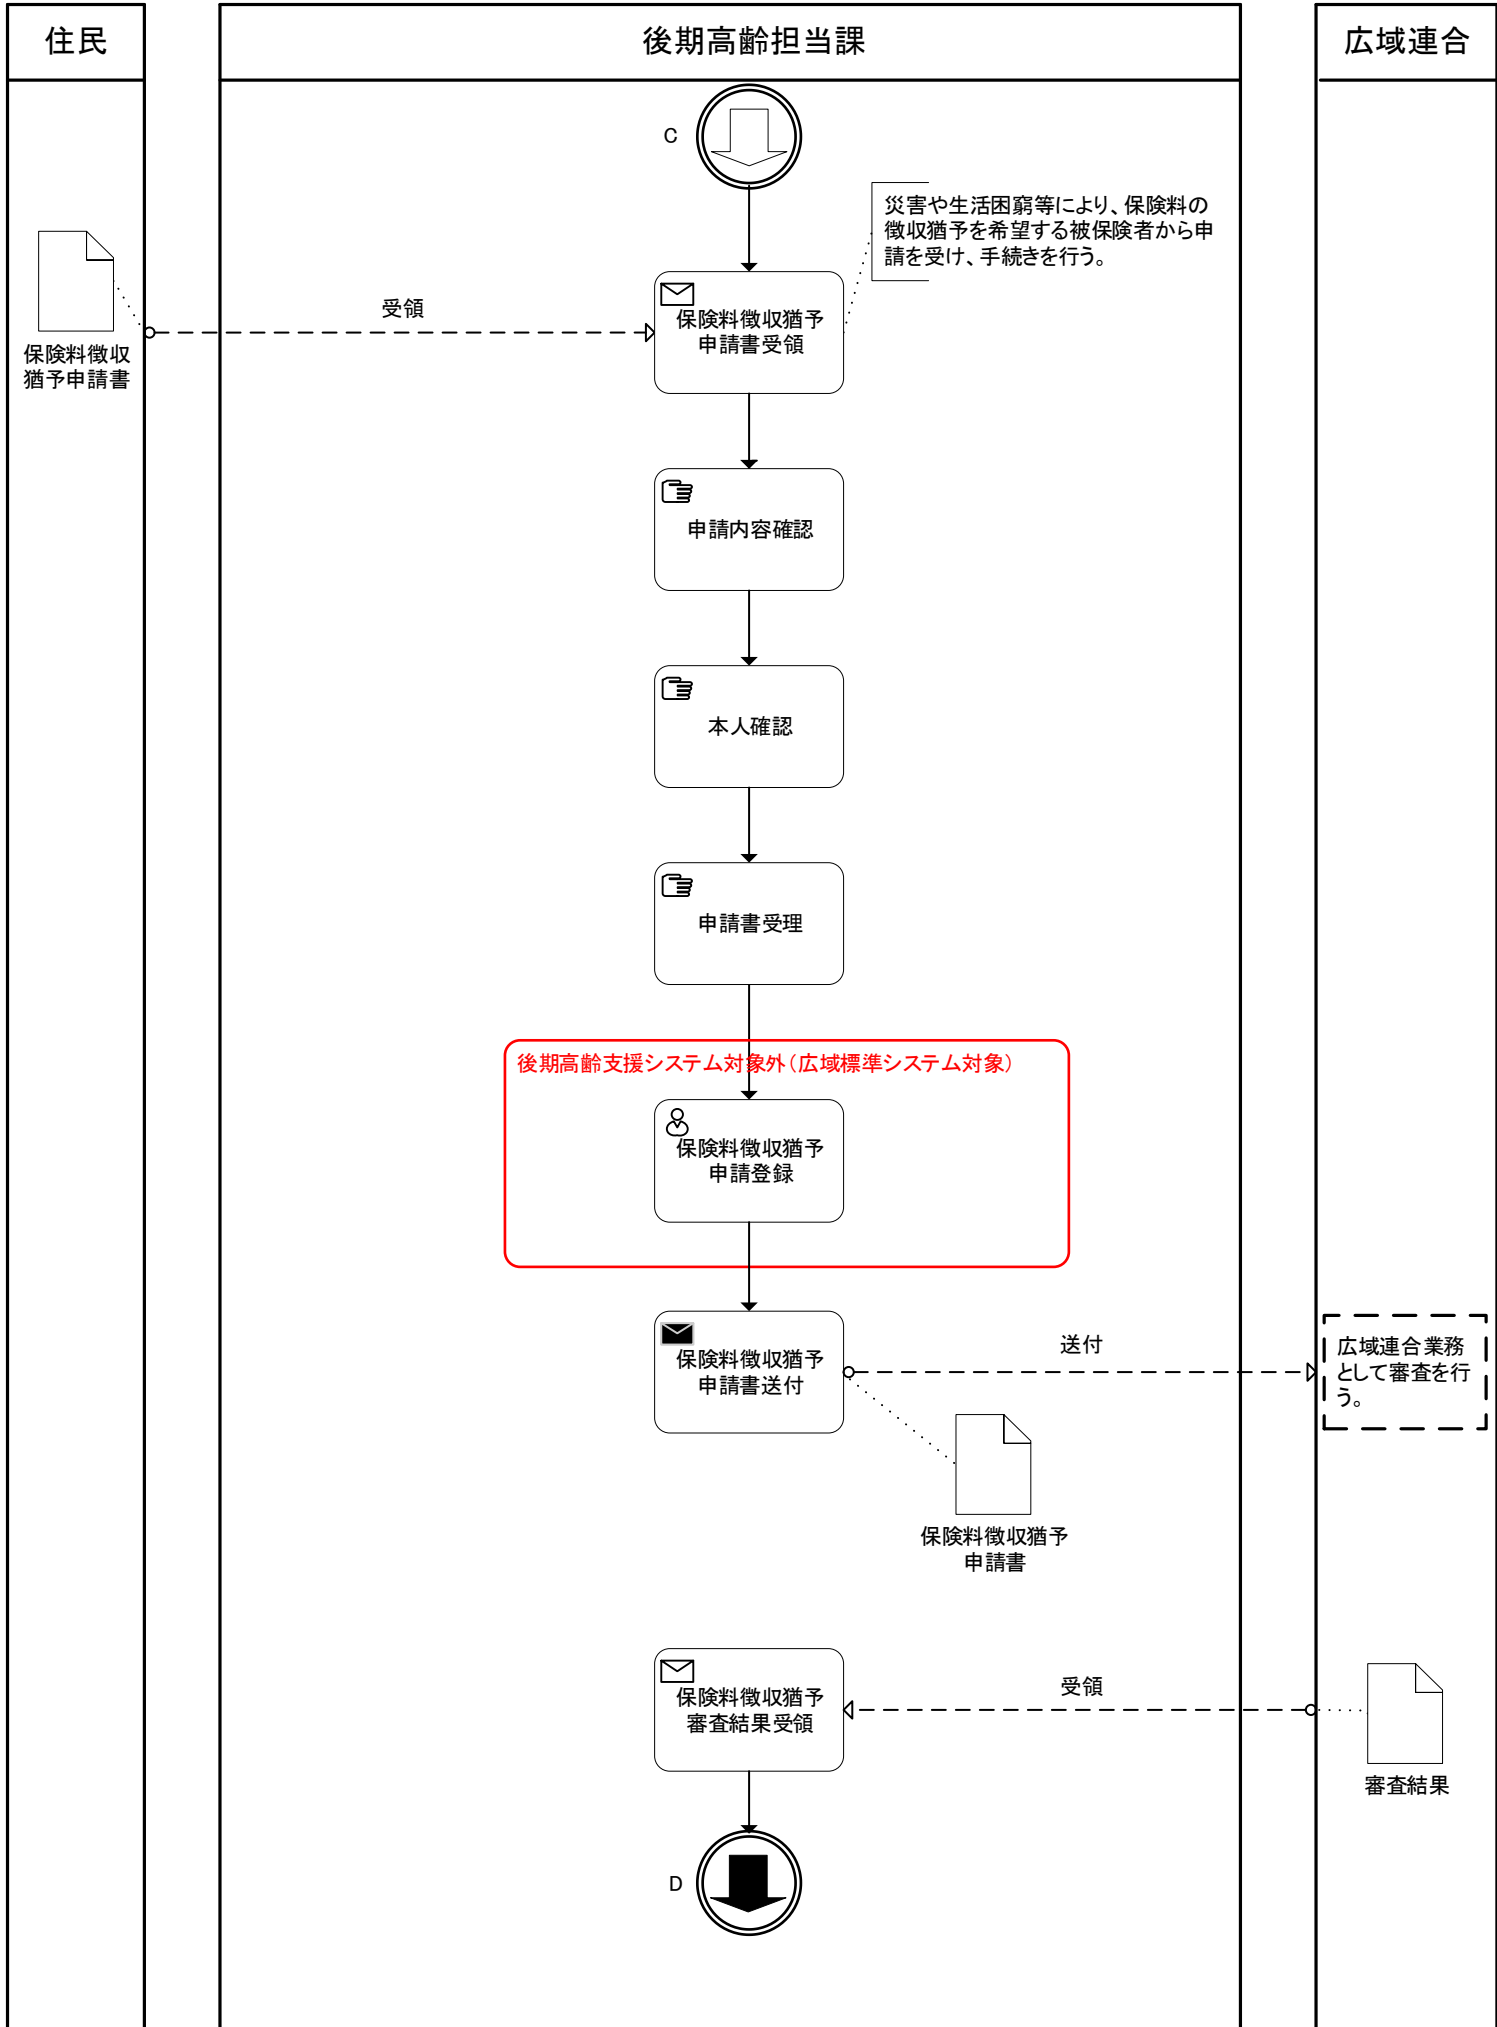 住民
後期高齢担当課
広域連合
C
災害や生活困窮等により、保険料の
徴収猶予を希望する被保険者から申
請を受け、手続きを行う。
保険料徴収
猶予申請書
受領
保険料徴収猶予
申請書受領
申請内容確認
本人確認
申請書受理
後期高齢支援システム対象外（広域標準システム対象）
保険料徴収猶予
申請登録
保険料徴収猶予
申請書送付
送付
広域連合業務
として審査を行
う。
保険料徴収猶予
申請書
保険料徴収猶予
審査結果受領
受領
審査結果
D